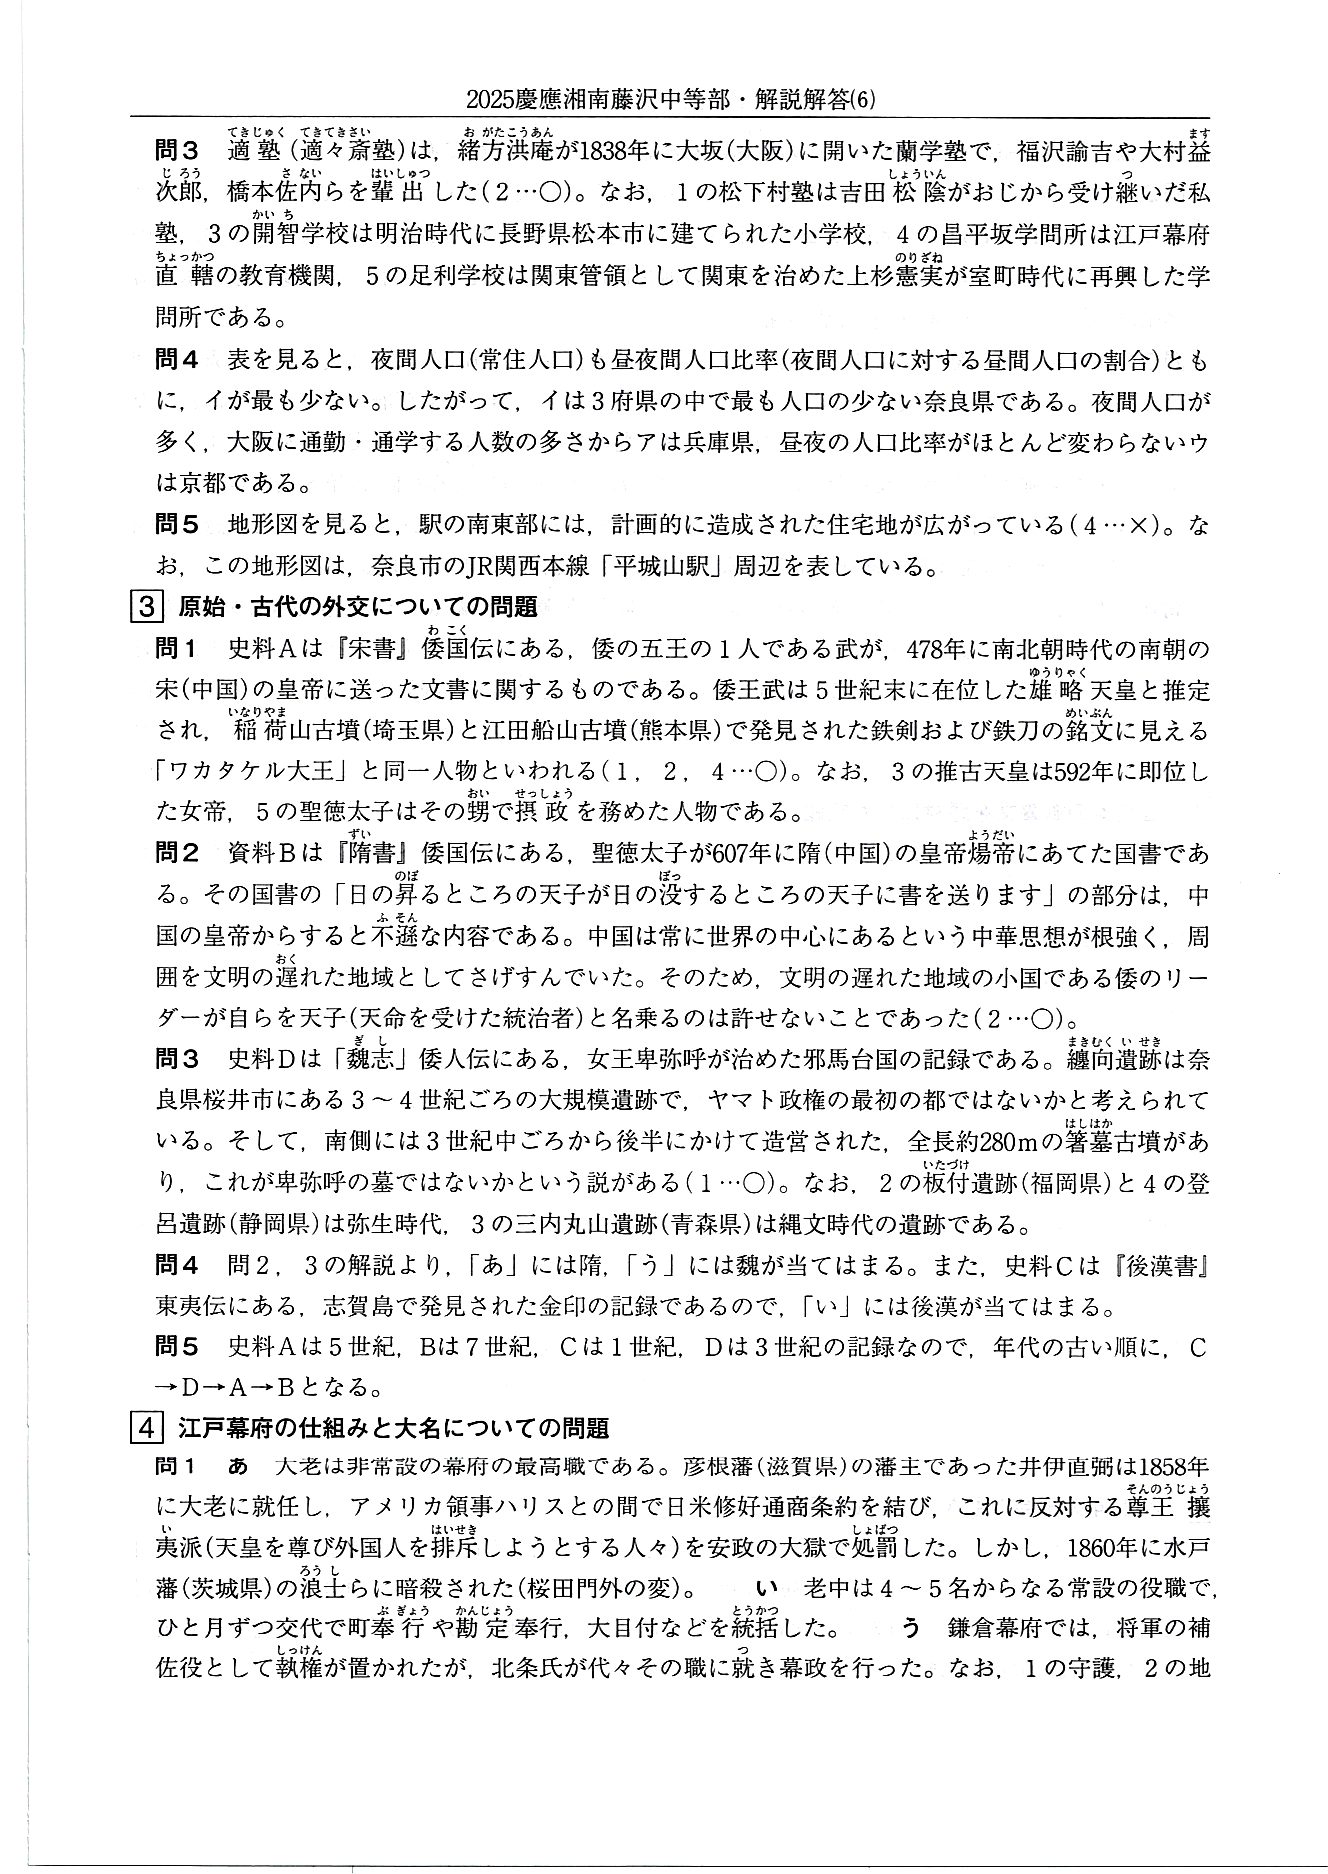 2025慶應湘南藤沢中等部・解説解答(6)
問3　適塾(適々斎塾)は，緒方洪庵が1838年に大坂(大阪)に開いた蘭学塾で，福沢諭吉や大村益
次郎，橋本佐内らを輩出した(2…○)。なお，1の松下村塾は吉田松陰がおじから受け継いだ私
塾，3の開智学校は明治時代に長野県松本市に建てられた小学校，4の昌平坂学問所は江戸幕府
直轄の教育機関，5の足利学校は関東管領として関東を治めた上杉憲実が室町時代に再興した学
問所である。
問4　表を見ると，夜間人口(常住人口)も昼夜間人口比率(夜間人口に対する昼間人口の割合)とも
に，イが最も少ない。したがって，イは3府県の中で最も人口の少ない奈良県である。夜間人口が
多く，大阪に通勤・通学する人数の多さからアは兵庫県，昼夜の人口比率がほとんど変わらないウ
は京都である。
問5　地形図を見ると，駅の南東部には，計画的に造成された住宅地が広がっている(4…×)。な
お，この地形図は，奈良市のJR関西本線「平城山駅」周辺を表している。
3 原始・古代の外交についての問題
問1　史料Aは『宋書』倭国伝にある，倭の五王の1人である武が，478年に南北朝時代の南朝の
宋(中国)の皇帝に送った文書に関するものである。倭王武は5世紀末に在位した雄略天皇と推定
され，稲荷山古墳(埼玉県)と江田船山古墳(熊本県)で発見された鉄剣および鉄刀の銘文に見える
「ワカタケル大王」と同一人物といわれる(1，2，4…○)。なお，3の推古天皇は592年に即位し
た女帝，5の聖徳太子はその甥で摂政を務めた人物である。
問2　資料Bは『隋書』倭国伝にある，聖徳太子が607年に隋(中国)の皇帝煬帝にあてた国書であ
る。その国書の「日の昇るところの天子が日の没するところの天子に書を送ります」の部分は，中
国の皇帝からすると不遜な内容である。中国は常に世界の中心にあるという中華思想が根強く，周
囲を文明の遅れた地域としてさげすんでいた。そのため，文明の遅れた地域の小国である倭のリー
ダーが自らを天子(天命を受けた統治者)と名乗るのは許せないことであった(2…○)。
問3　史料Dは「魏志」倭人伝にある，女王卑弥呼が治めた邪馬台国の記録である。纏向遺跡は奈
良県桜井市にある3～4世紀ごろの大規模遺跡で，ヤマト政権の最初の都ではないかと考えられて
いる。そして，南側には3世紀中ごろから後半にかけて造営された，全長約280mの箸墓古墳があ
り，これが卑弥呼の墓ではないかという説がある(1…○)。なお，2の板付遺跡(福岡県)と4の登
呂遺跡(静岡県)は弥生時代，3の三内丸山遺跡(青森県)は縄文時代の遺跡である。
問4　問2，3の解説より，「あ」には隋，「う」には魏が当てはまる。また，史料Cは『後漢書』
東夷伝にある，志賀島で発見された金印の記録であるので，「い」には後漢が当てはまる。
問5　史料Aは5世紀，Bは7世紀，Cは1世紀，Dは3世紀の記録なので，年代の古い順に，C
→D→A→Bとなる。
4 江戸幕府の仕組みと大名についての問題
問1　あ　大老は非常設の幕府の最高職である。彦根藩(滋賀県)の藩主であった井伊直弼は1858年
に大老に就任し，アメリカ領事ハリスとの間で日米修好通商条約を結び，これに反対する尊王攘
夷派(天皇を尊び外国人を排斥しようとする人々)を安政の大獄で処罰した。しかし，1860年に水戸
藩(茨城県)の浪士らに暗殺された(桜田門外の変)。　い　老中は4～5名からなる常設の役職で，
ひと月ずつ交代で町奉行や勘定奉行，大目付などを統括した。　う　鎌倉幕府では，将軍の補
佐役として執権が置かれたが，北条氏が代々その職に就き幕政を行った。なお，1の守護，2の地